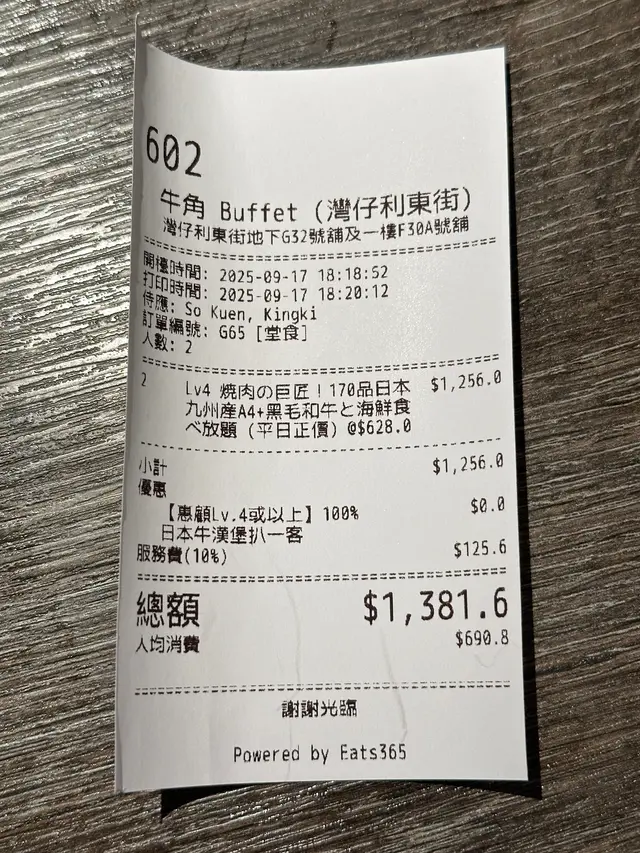 602
牛角 Buffet (灣仔利東街)
灣仔利東街地下G32號舖及一樓F30A號舖
開檯時間: 2025-09-17 18:18:52
打印時間: 2025-09-17 18:20:12
侍應: So Kuen, Kingki
訂單編號: G65 [堂食]
人數: 2
2 Lv4 焼肉の巨匠！170品日本 $1,256.0
九州産A4+黑毛和牛と海鮮食
べ放題 (平日正價) @$628.0
小計 $1,256.0
優惠
【惠顧Lv.4或以上】100% $0.0
日本牛漢堡扒一客
服務費(10%) $125.6
總額 $1,381.6
人均消費 $690.8
謝謝光臨
Powered by Eats365